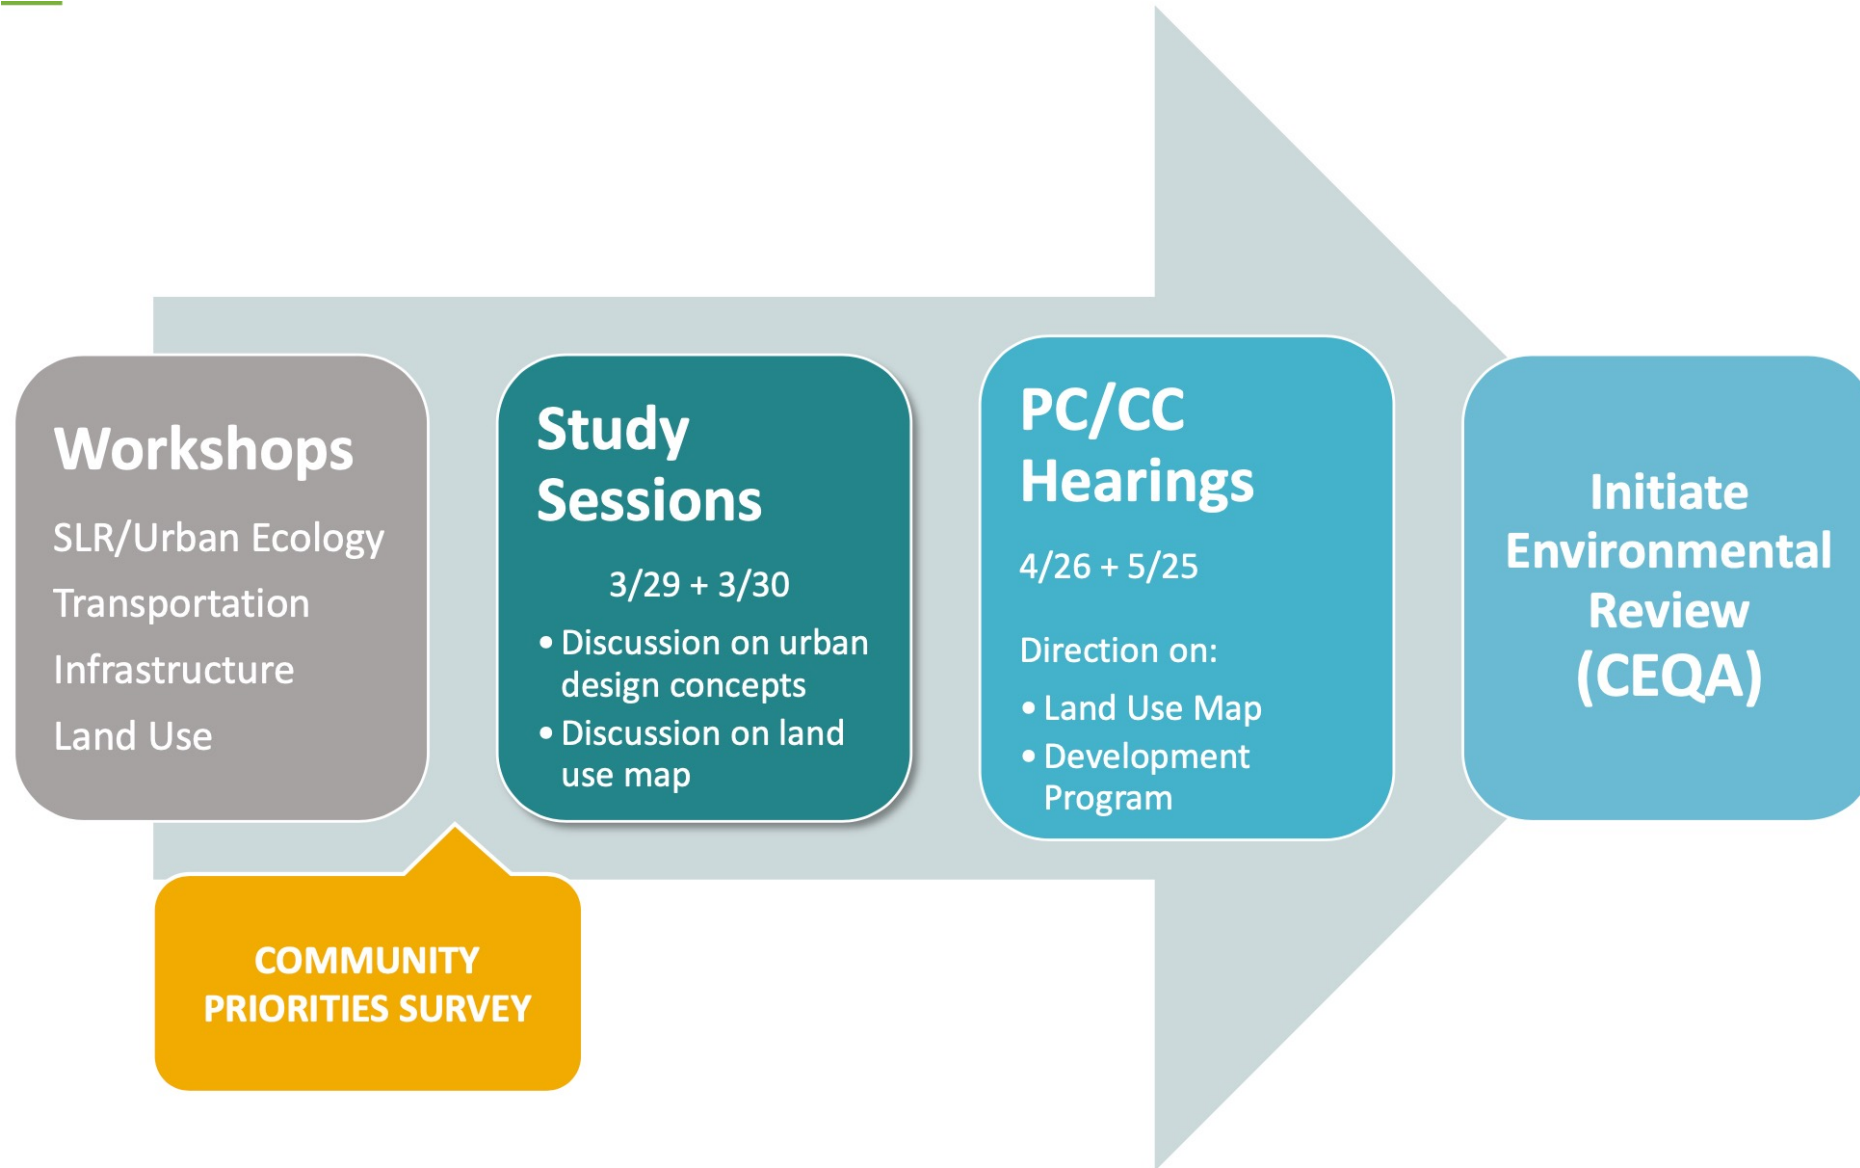 Workshops
SLR/Urban Ecology
Transportation
Infrastructure
Land Use
COMMUNITY
PRIORITIES SURVEY
Study
Sessions
3/29 + 3/30
• Discussion on urban
design concepts
• Discussion on land
use map
PC/CC
Hearings
4/26 + 5/25
Direction on:
• Land Use Map
• Development
Program
Initiate
Environmental
Review
(CEQA)